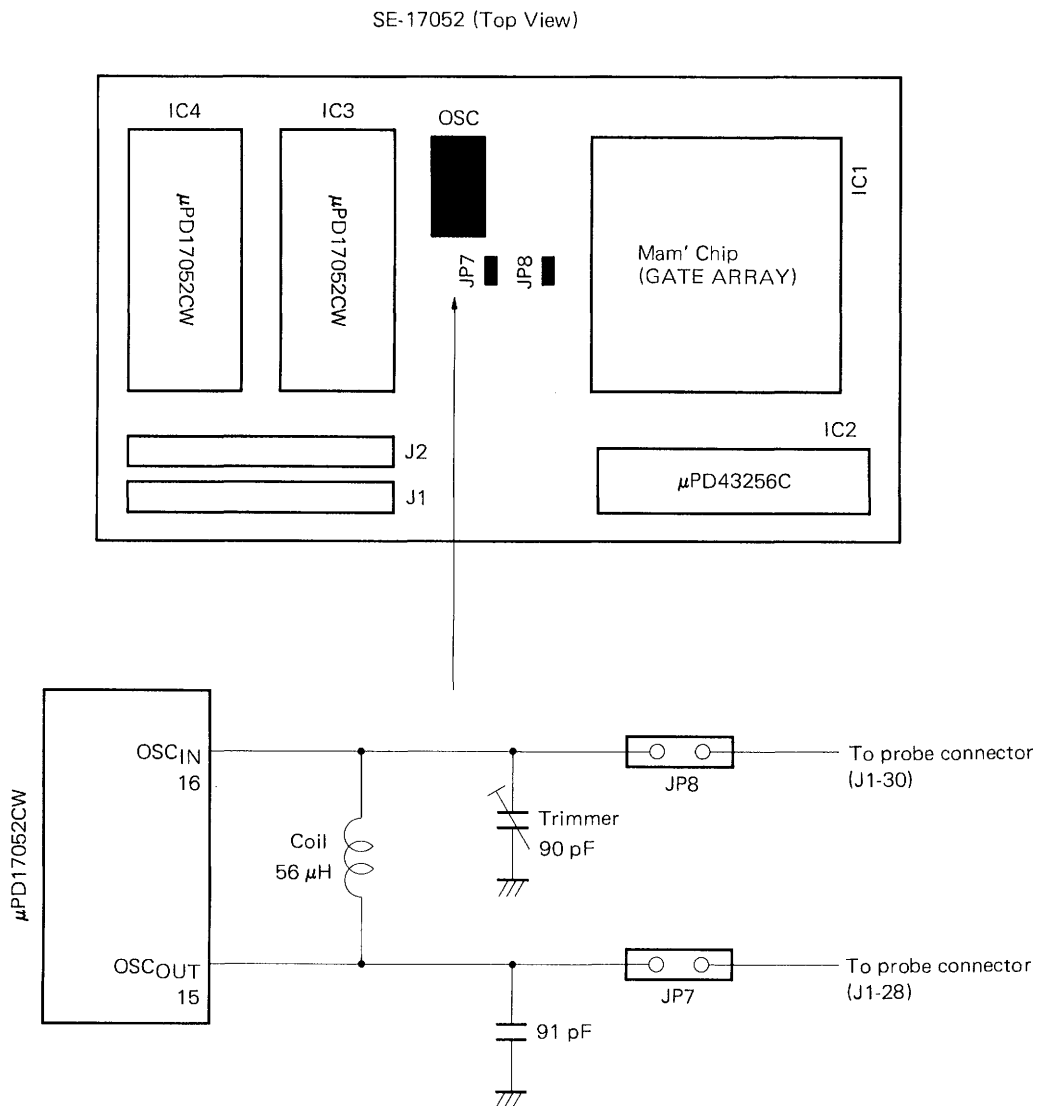 SE-17052 (Top View)
IC4
IC3
OSC
IC1
μPD17052CW
μPD17052CW
JP7
JP8
Mam' Chip
(GATE ARRAY)
J2
J1
IC2
μPD43256C
μPD17052CW
OSCIN
16
Coil
56 μH
Trimmer
90 pF
JP8
To probe connector
(J1-30)
OSCOUT
15
91 pF
JP7
To probe connector
(J1-28)